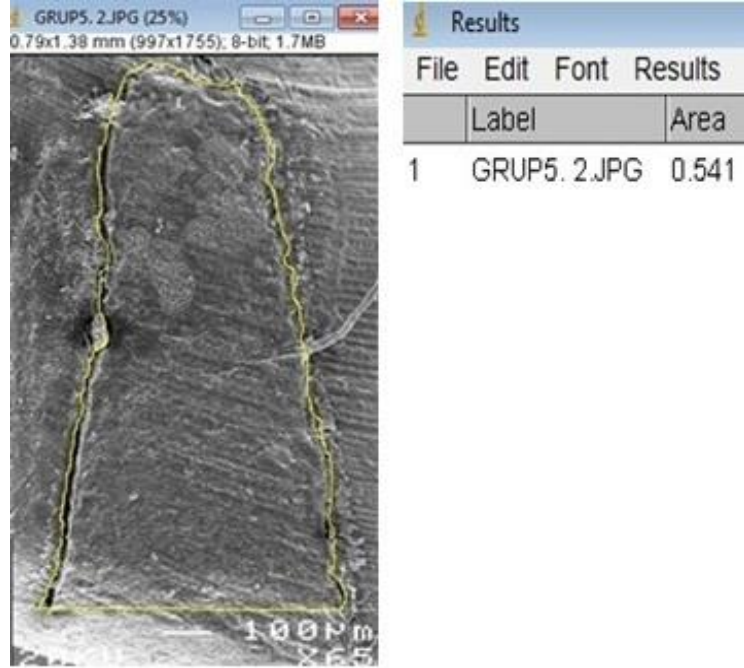 GRUP5. 2.JPG (25%)
0.79x1.38 mm (997x1755); 8-bit; 1.7MB
100μm
X65
Results
File Edit Font Results
Label Area
1 GRUP5. 2.JPG 0.541